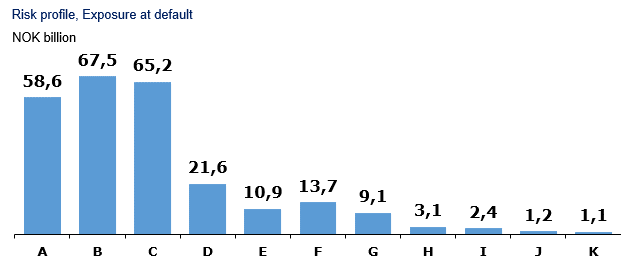 Risk profile, Exposure at default
NOK billion
58,6 67,5 65,2 21,6 10,9 13,7 9,1 3,1 2,4 1,2 1,1
A B C D E F G H I J K